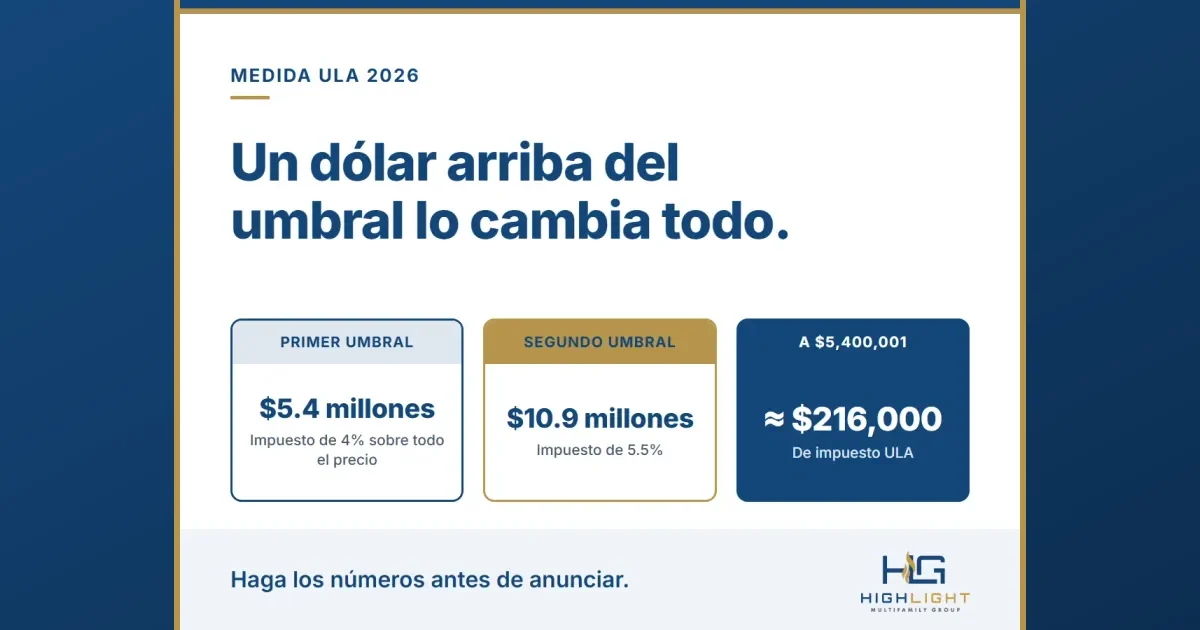 MEDIDA ULA 2026
Un dólar arriba del
umbral lo cambia todo.
PRIMER UMBRAL
$5.4 millones
Impuesto de 4% sobre todo
el precio
SEGUNDO UMBRAL
$10.9 millones
Impuesto de 5.5%
A $5,400,001
≈ $216,000
De impuesto ULA
Haga los números antes de anunciar.
HLG
HIGHLIGHT
MULTIFAMILY GROUP